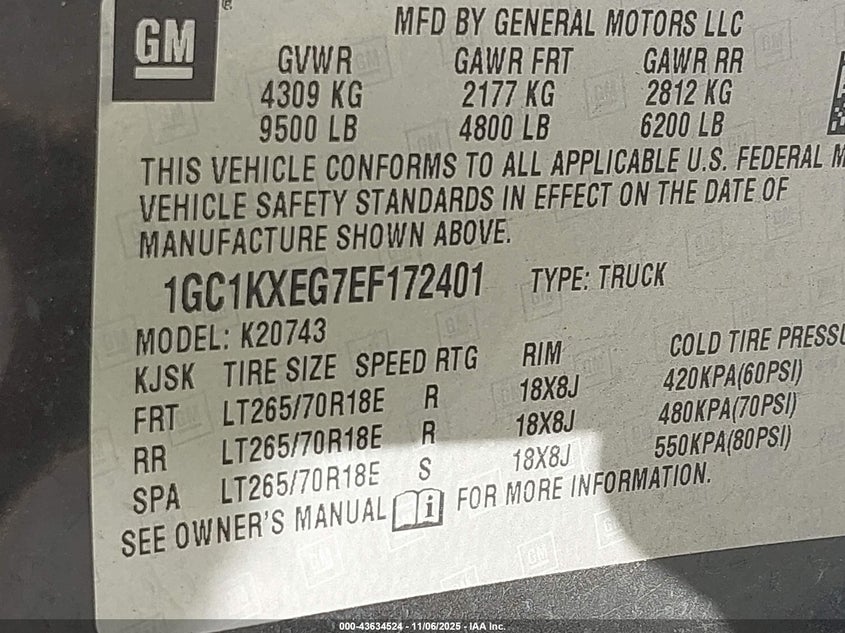 GM
MFD BY GENERAL MOTORS LLC
GVWR GAWR FRT GAWR RR
4309 KG 2177 KG 2812 KG
9500 LB 4800 LB 6200 LB
THIS VEHICLE CONFORMS TO ALL APPLICABLE U.S. FEDERAL M
VEHICLE SAFETY STANDARDS IN EFFECT ON THE DATE OF
MANUFACTURE SHOWN ABOVE.
1GC1KXEG7EF172401 TYPE: TRUCK
MODEL: K20743
KJSK TIRE SIZE SPEED RTG RIM COLD TIRE PRESSU
FRT LT265/70R18E R 18X8J 420KPA(60PSI)
RR LT265/70R18E R 18X8J 480KPA(70PSI)
SPA LT265/70R18E S 18X8J 550KPA(80PSI)
SEE OWNER'S MANUAL i FOR MORE INFORMATION.
000-43634524 - 11/06/2025 - IAA Inc.